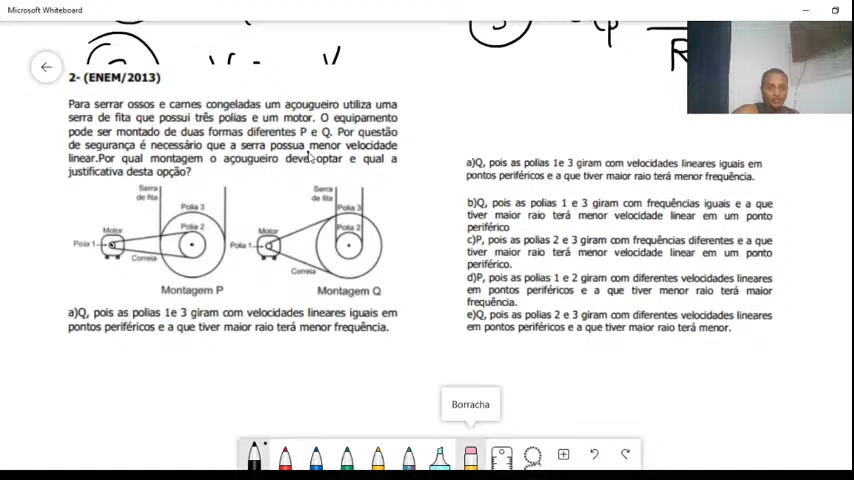 Microsoft Whiteboard
2- (ENEM/2013)
Para serrar ossos e carnes congeladas um açougueiro utiliza uma
serra de fita que possui três polias e um motor. O equipamento
pode ser montado de duas formas diferentes P e Q. Por questão
de segurança é necessário que a serra possua menor velocidade
linear.Por qual montagem o açougueiro deve optar e qual a
justificativa desta opção?
Serra
de fita
Polia 3
Motor
Polia 2
Polia 1
Correia
Montagem P
Serra
de fita
Polia 3
Motor
Polia 2
Polia 1
Correia
Montagem Q
a)Q, pois as polias 1e 3 giram com velocidades lineares iguais em
pontos periféricos e a que tiver maior raio terá menor frequência.
a)Q, pois as polias 1e 3 giram com velocidades lineares iguais em
pontos periféricos e a que tiver maior raio terá menor frequência.
b)Q, pois as polias 1 e 3 giram com frequências iguais e a que
tiver maior raio terá menor velocidade linear em um ponto
periférico
c)P, pois as polias 2 e 3 giram com frequências diferentes e a que
tiver maior raio terá menor velocidade linear em um ponto
periférico.
d)P, pois as polias 1 e 2 giram com diferentes velocidades lineares
em pontos periféricos e a que tiver menor raio terá maior
frequência.
e)Q, pois as polias 2 e 3 giram com diferentes velocidades lineares
em pontos periféricos e a que tiver maior raio terá menor.
Borracha